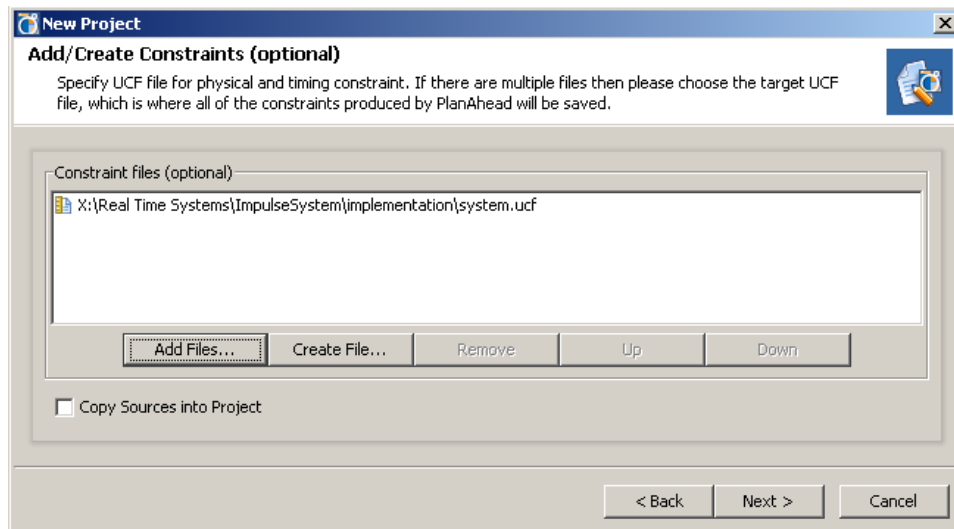 New Project
Add/Create Constraints (optional)
Specify UCF file for physical and timing constraint. If there are multiple files then please choose the target UCF
file, which is where all of the constraints produced by PlanAhead will be saved.
Constraint files (optional)
X:\Real Time Systems\ImpulseSystem\implementation\system.ucf
Add Files... Create File... Remove Up Down
Copy Sources into Project
< Back Next > Cancel